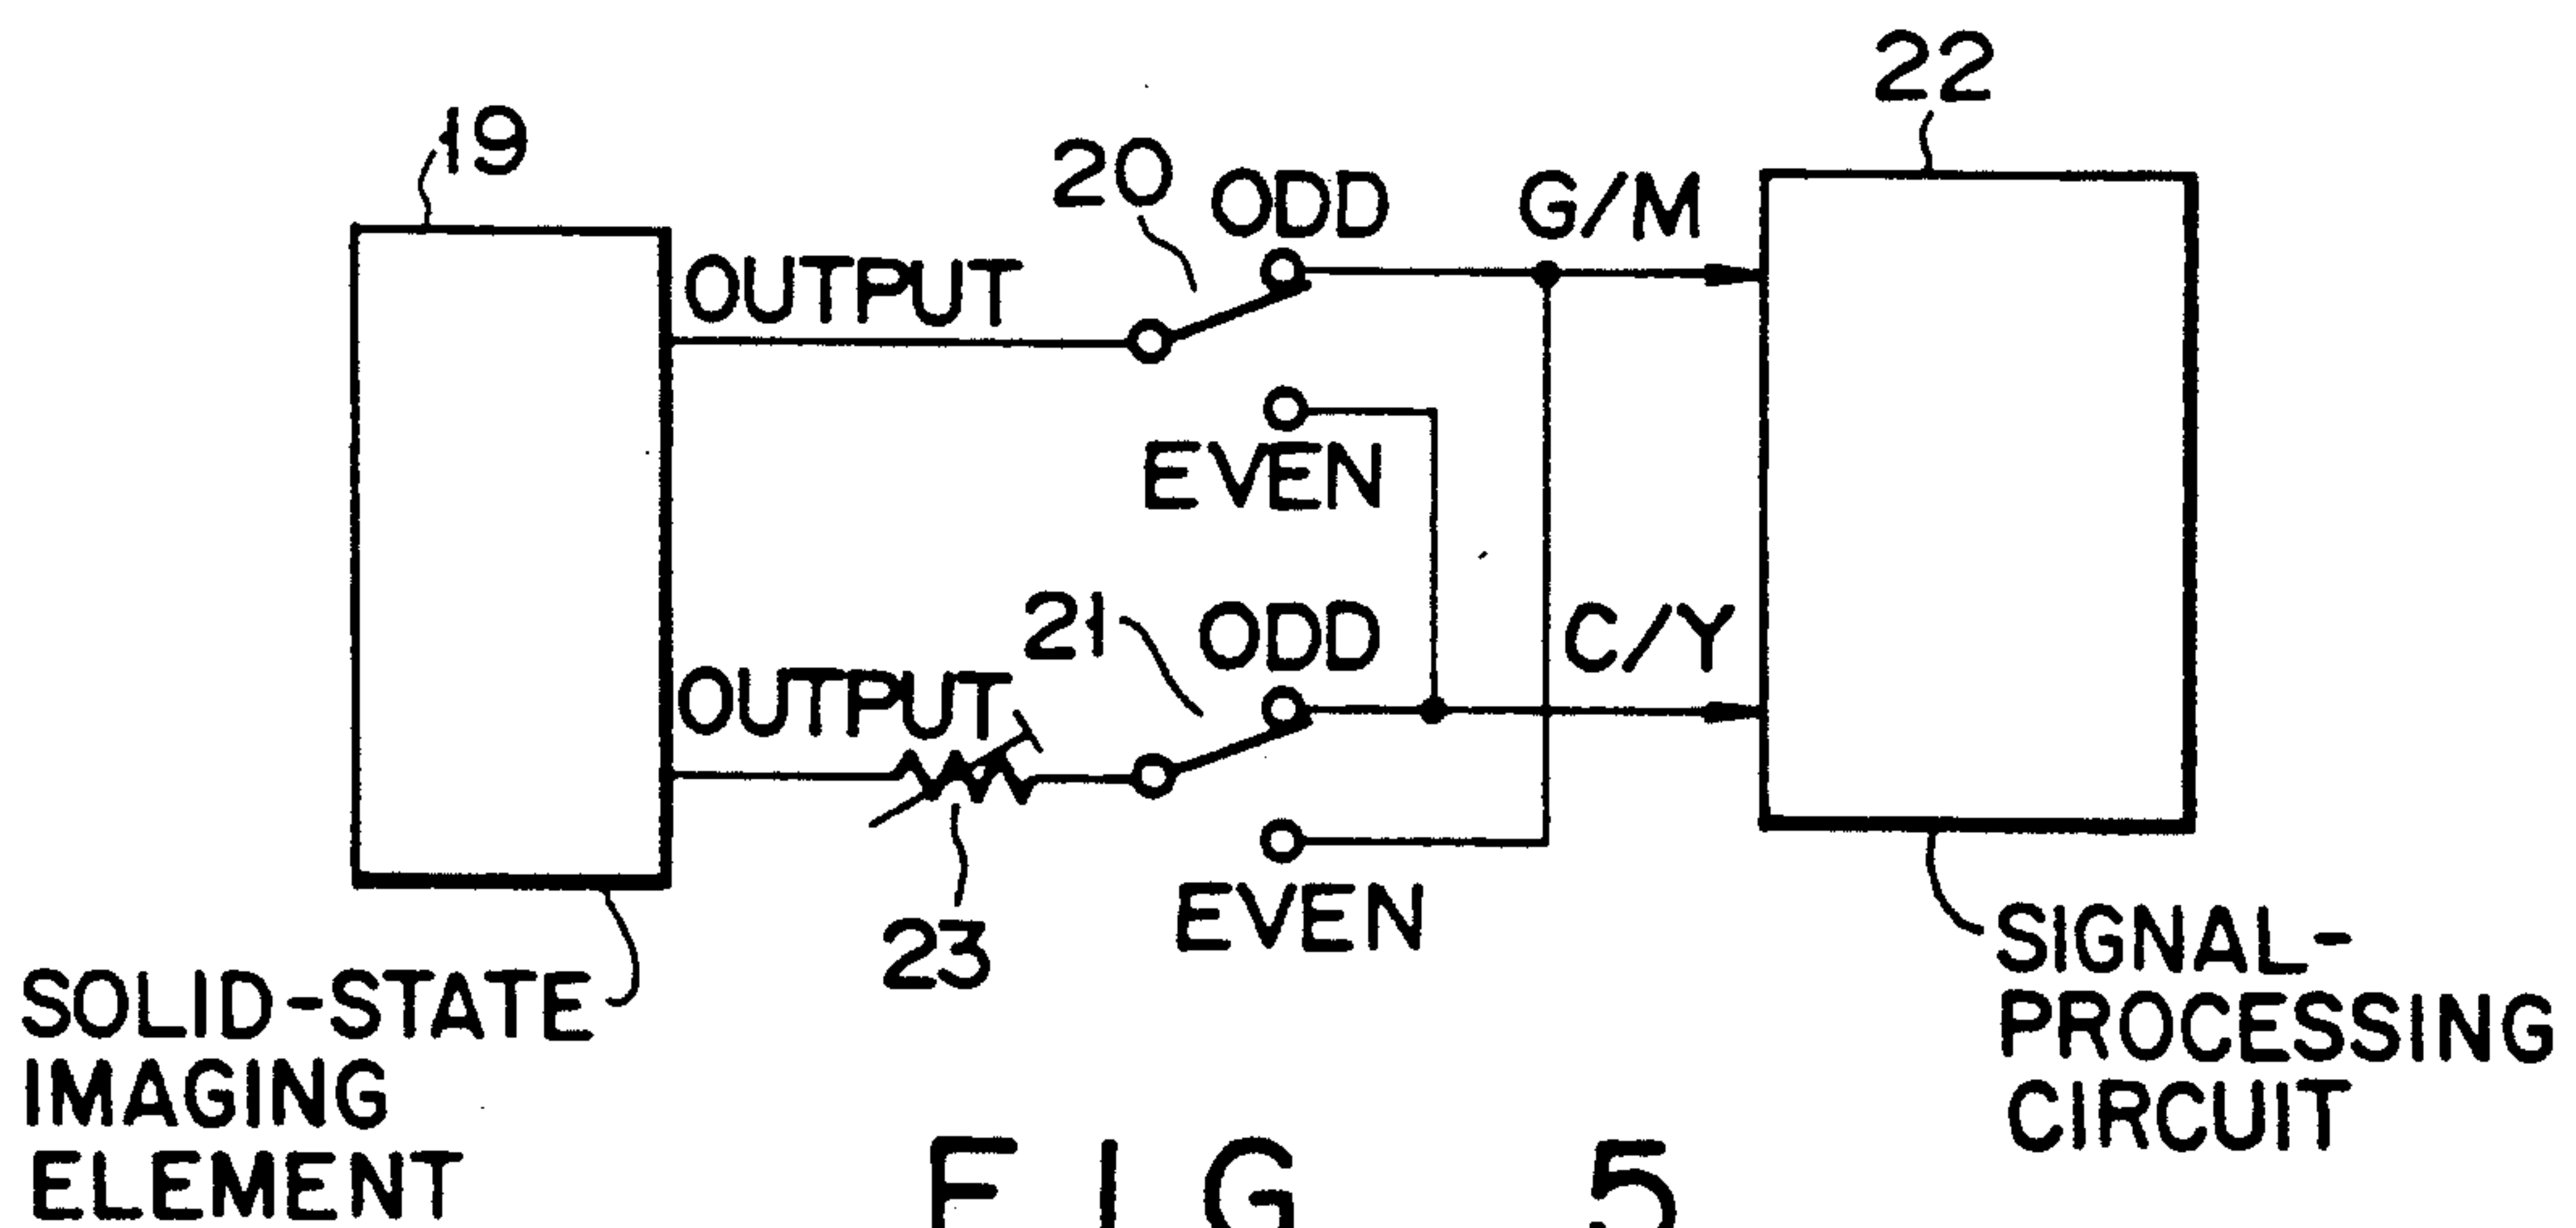 19
20
22
ODD
G/M
OUTPUT
EVEN
21
ODD
C/Y
OUTPUT
23
EVEN
SOLID-STATE
IMAGING
ELEMENT
SIGNAL-
PROCESSING
CIRCUIT
FIG 5